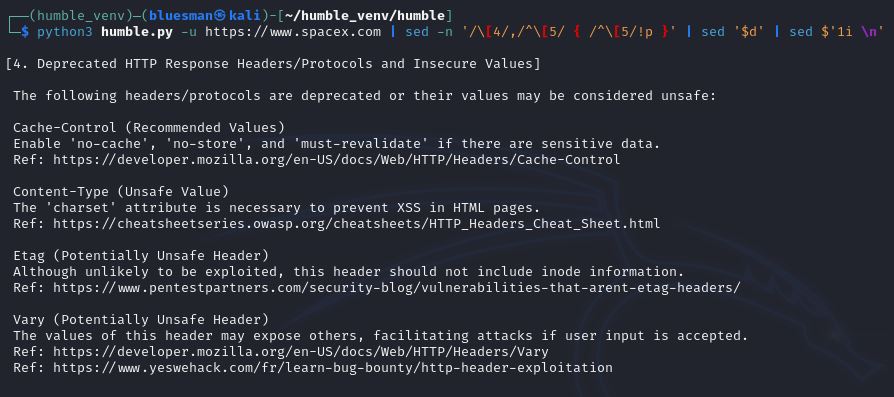 ┌──(humble_venv)─(bluesman㉿kali)-[~/humble_venv/humble]
└─$ python3 humble.py -u https://www.spacex.com | sed -n '/\[4/,/^\[5/ { /^\[5/!p }' | sed '$d' | sed $'1i \n'
[4. Deprecated HTTP Response Headers/Protocols and Insecure Values]
The following headers/protocols are deprecated or their values may be considered unsafe:
Cache-Control (Recommended Values)
Enable 'no-cache', 'no-store', and 'must-revalidate' if there are sensitive data.
Ref: https://developer.mozilla.org/en-US/docs/Web/HTTP/Headers/Cache-Control
Content-Type (Unsafe Value)
The 'charset' attribute is necessary to prevent XSS in HTML pages.
Ref: https://cheatsheetseries.owasp.org/cheatsheets/HTTP_Headers_Cheat_Sheet.html
Etag (Potentially Unsafe Header)
Although unlikely to be exploited, this header should not include inode information.
Ref: https://www.pentestpartners.com/security-blog/vulnerabilities-that-arent-etag-headers/
Vary (Potentially Unsafe Header)
The values of this header may expose others, facilitating attacks if user input is accepted.
Ref: https://developer.mozilla.org/en-US/docs/Web/HTTP/Headers/Vary
Ref: https://www.yeswehack.com/fr/learn-bug-bounty/http-header-exploitation